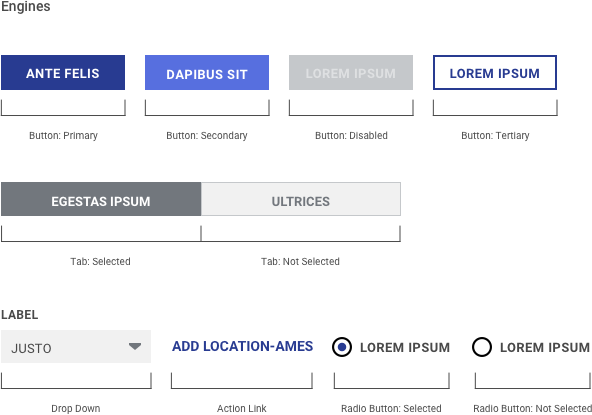 Engines
ANTE FELIS
DAPIBUS SIT
LOREM IPSUM
LOREM IPSUM
Button: Primary
Button: Secondary
Button: Disabled
Button: Tertiary
EGESTAS IPSUM
ULTRICES
Tab: Selected
Tab: Not Selected
LABEL
JUSTO
ADD LOCATION-AMES
LOREM IPSUM
LOREM IPSUM
Drop Down
Action Link
Radio Button: Selected
Radio Button: Not Selected